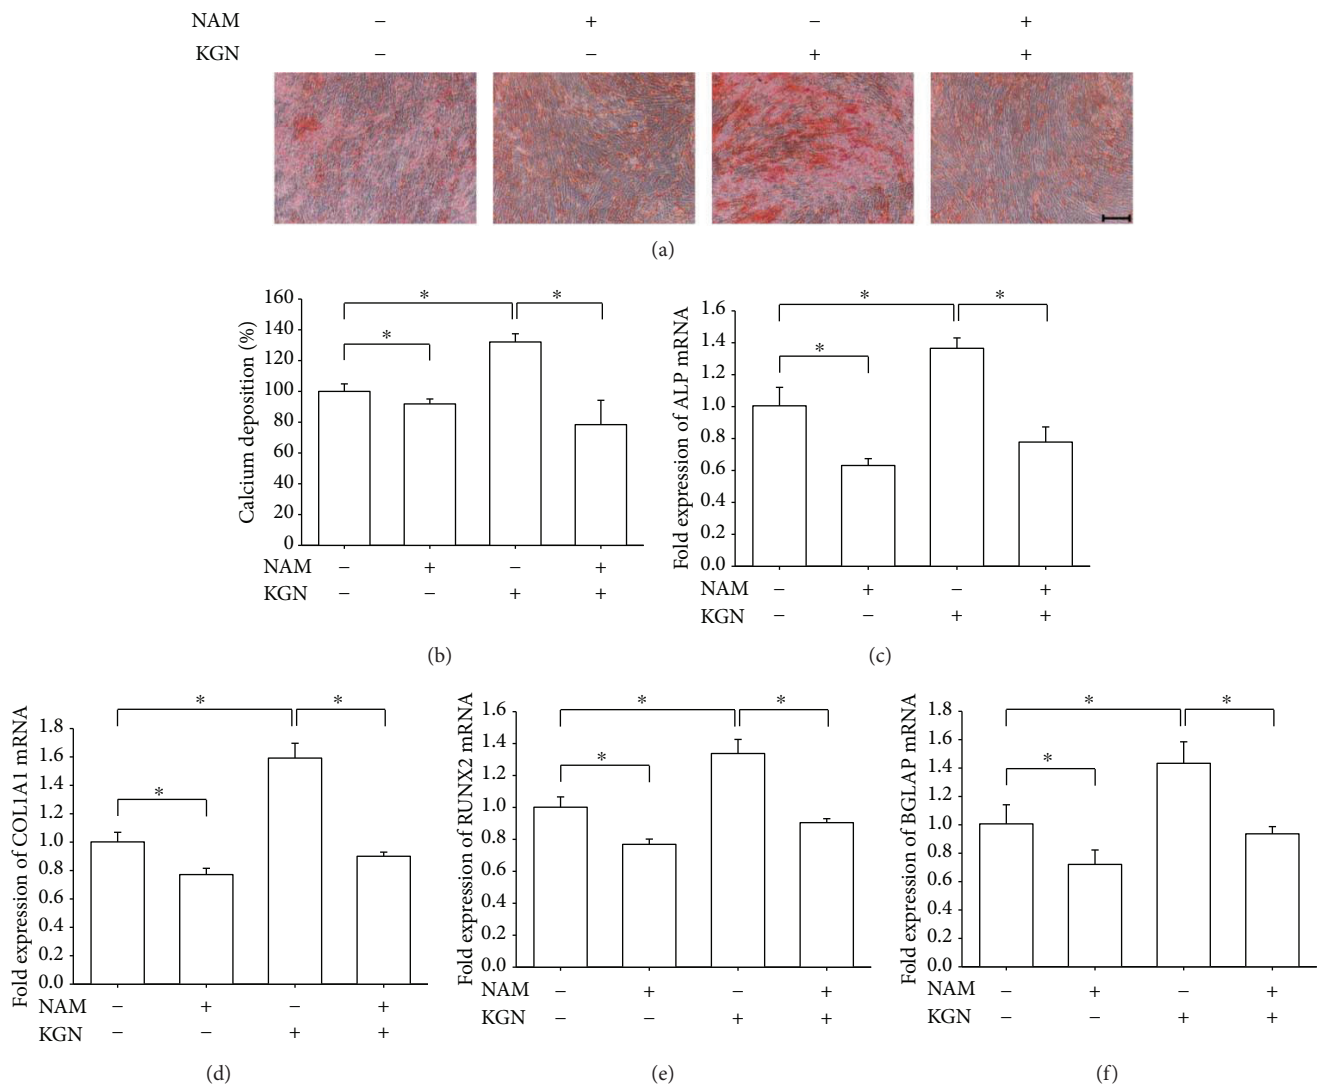 NAM − + − +
KGN − − + +
(a)
Calcium deposition (%)
160
140
120
100
80
60
40
20
0
* * *
NAM − + − +
KGN − − + +
(b)
Fold expression of ALP mRNA
1.6
1.4
1.2
1.0
0.8
0.6
0.4
0.2
0.0
* * *
NAM − + − +
KGN − − + +
(c)
Fold expression of COL1A1 mRNA
1.8
1.6
1.4
1.2
1.0
0.8
0.6
0.4
0.2
0.0
* * *
NAM − + − +
KGN − − + +
(d)
Fold expression of RUNX2 mRNA
1.6
1.4
1.2
1.0
0.8
0.6
0.4
0.2
0.0
* * *
NAM − + − +
KGN − − + +
(e)
Fold expression of BGLAP mRNA
1.8
1.6
1.4
1.2
1.0
0.8
0.6
0.4
0.2
0.0
* * *
NAM − + − +
KGN − − + +
(f)